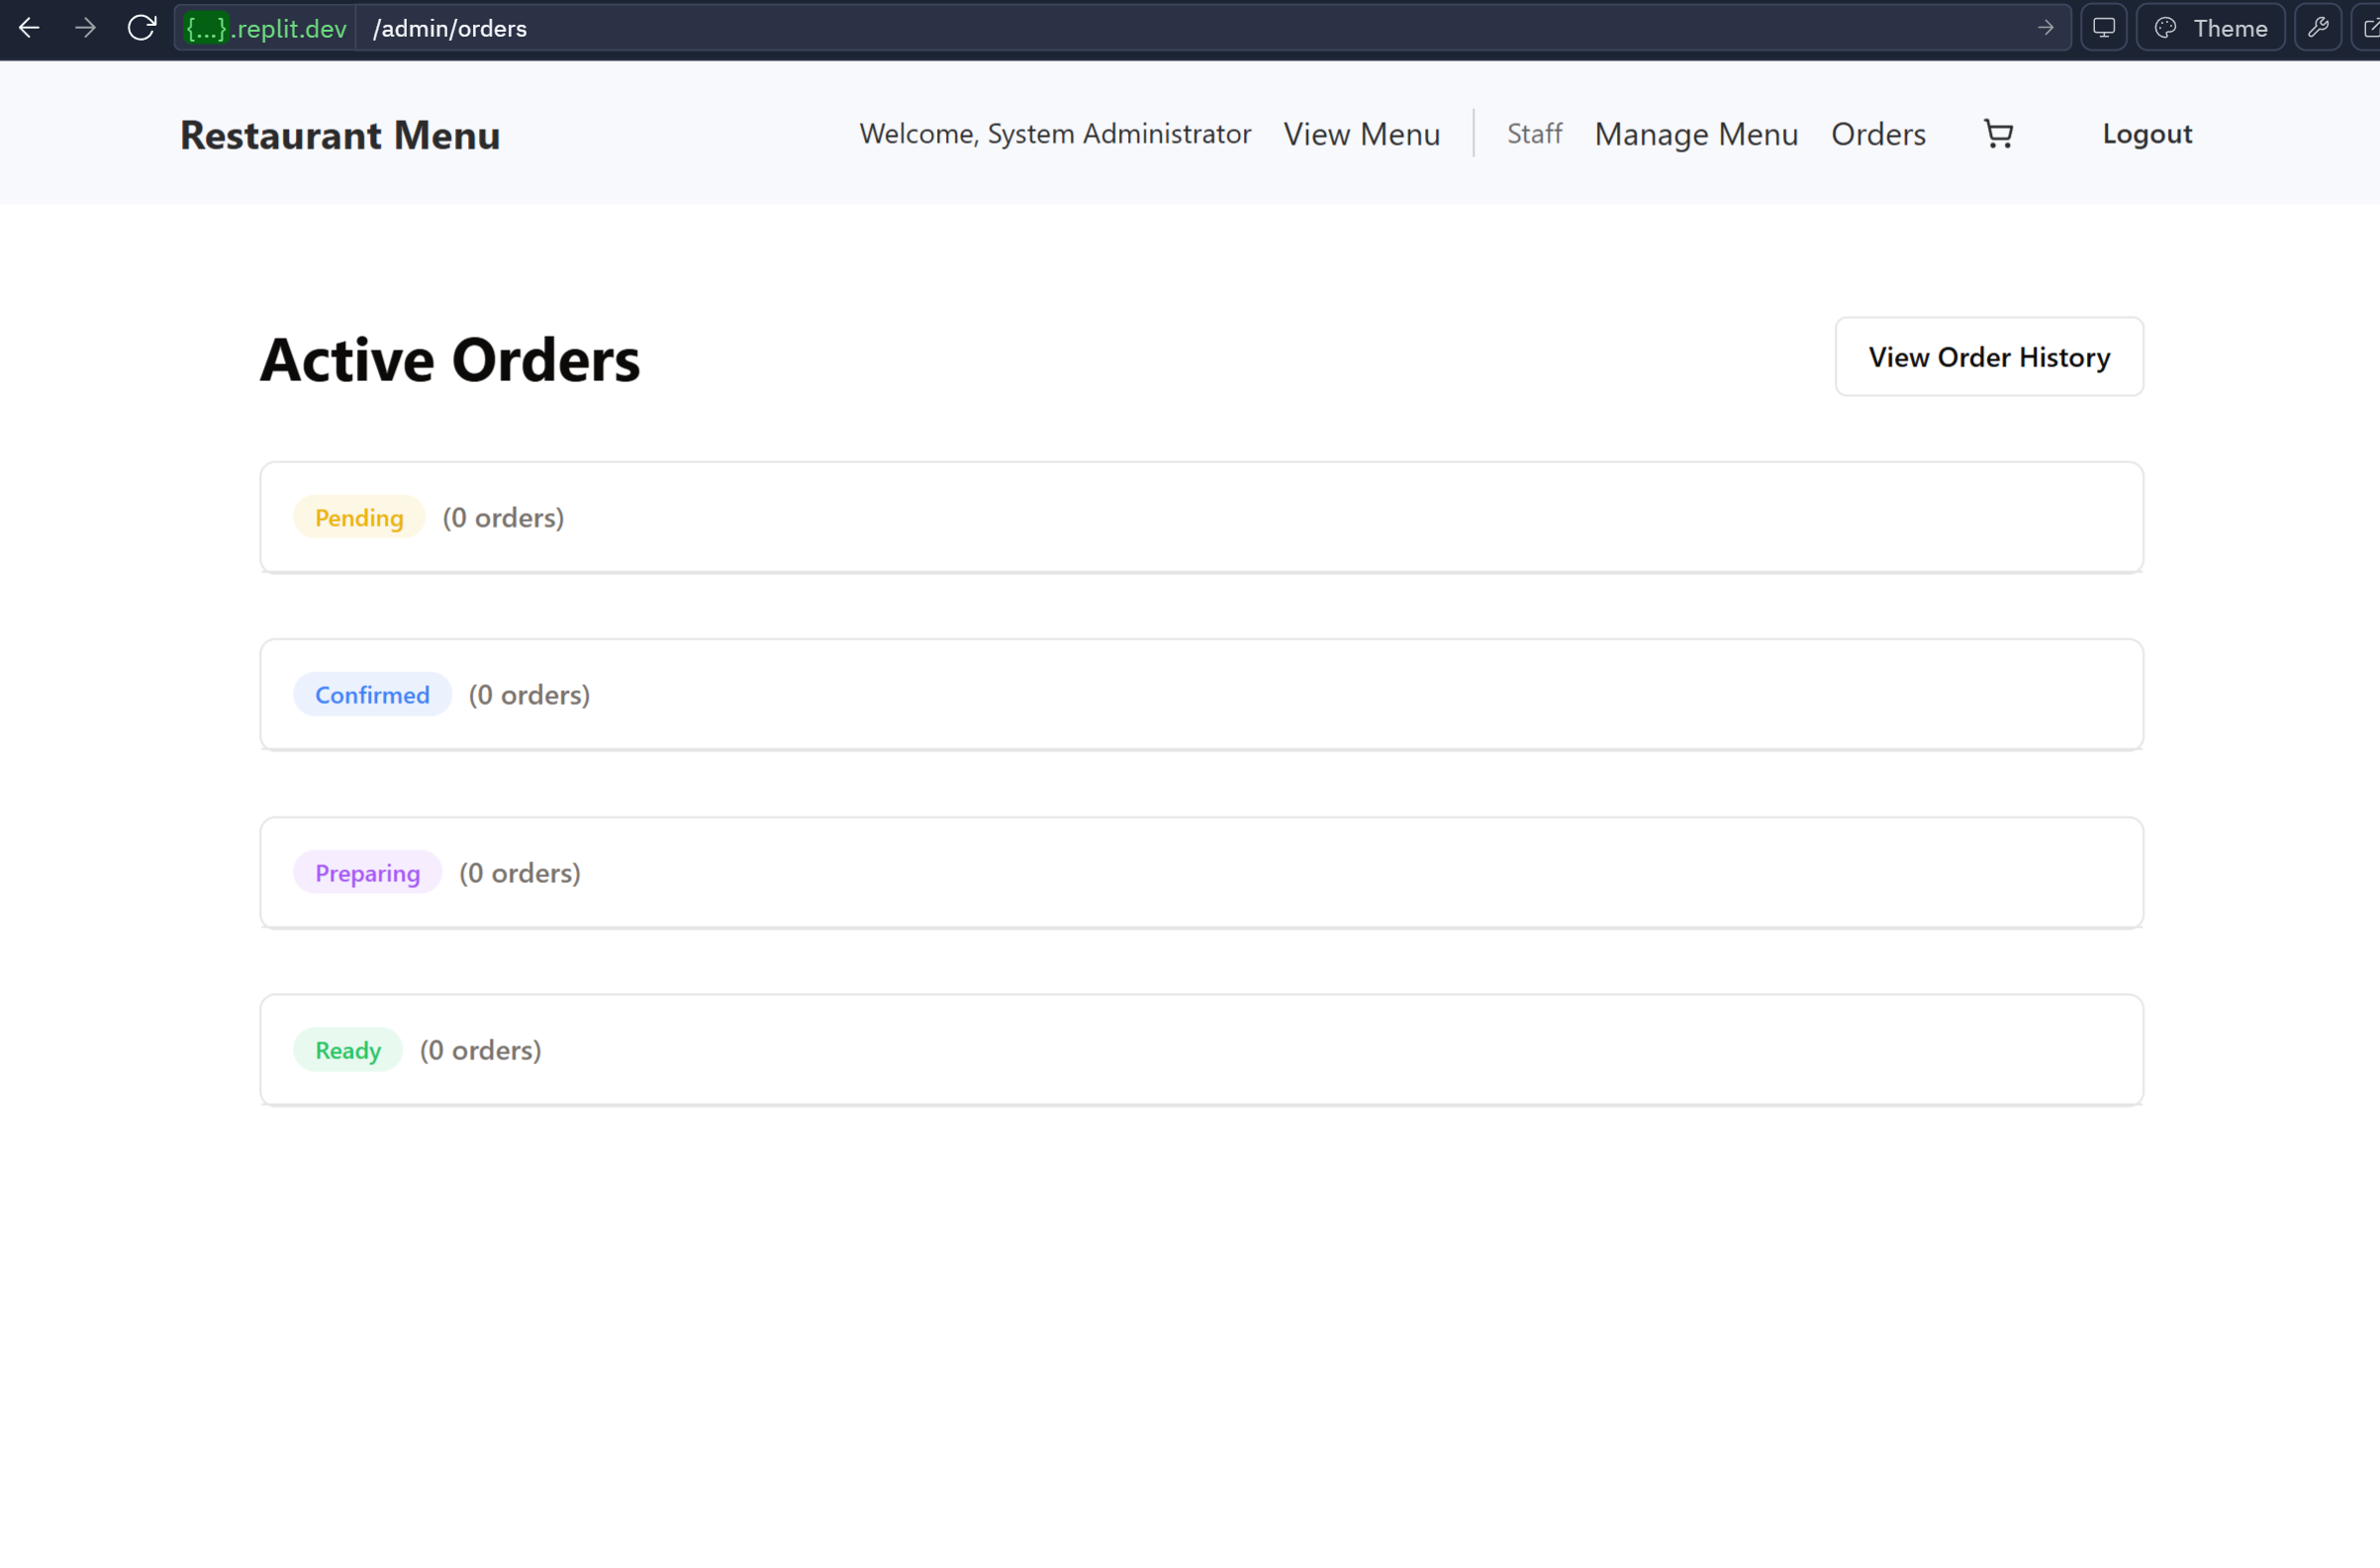 {...}.replit.dev /admin/orders Theme
Restaurant Menu Welcome, System Administrator View Menu Staff Manage Menu Orders Logout
Active Orders View Order History
Pending (0 orders)
Confirmed (0 orders)
Preparing (0 orders)
Ready (0 orders)